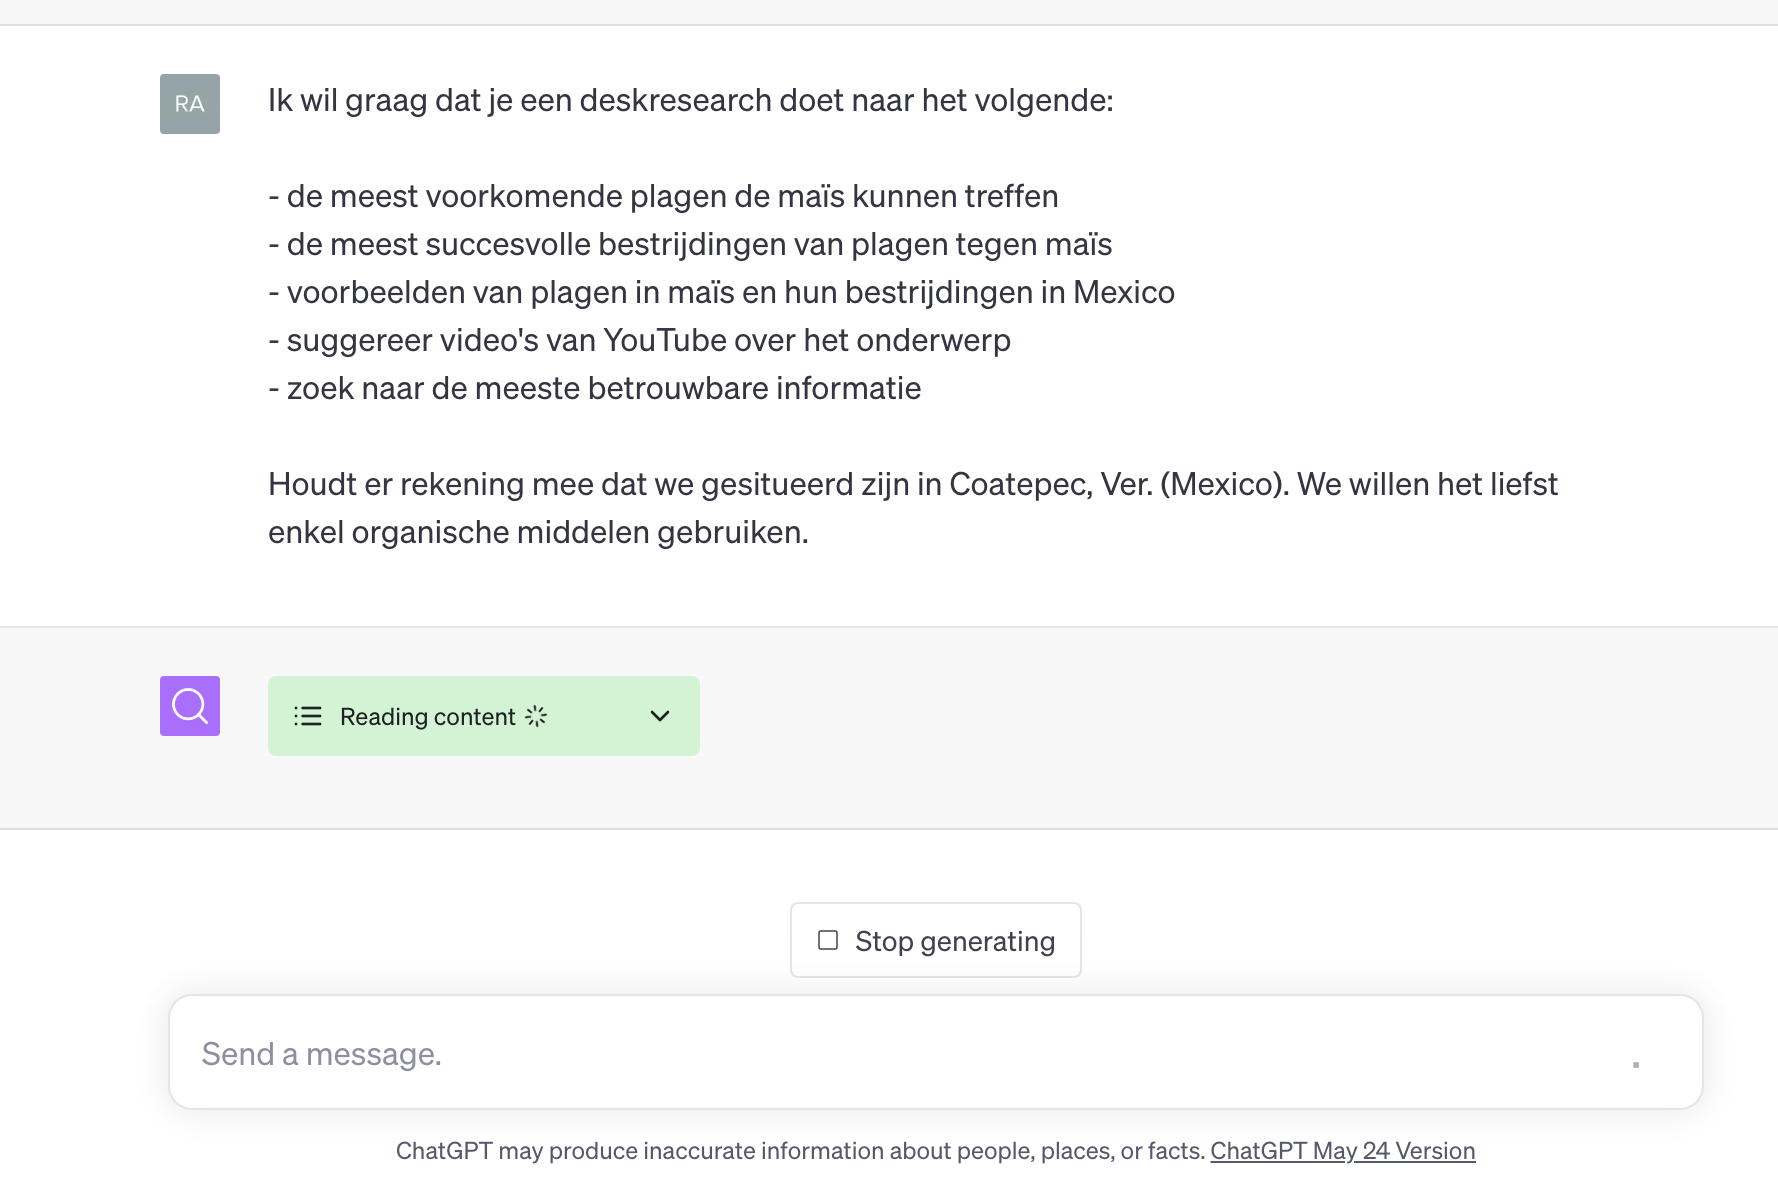 RA
Ik wil graag dat je een deskresearch doet naar het volgende:
- de meest voorkomende plagen de maïs kunnen treffen
- de meest succesvolle bestrijdingen van plagen tegen maïs
- voorbeelden van plagen in maïs en hun bestrijdingen in Mexico
- suggereer video's van YouTube over het onderwerp
- zoek naar de meeste betrouwbare informatie
Houdt er rekening mee dat we gesitueerd zijn in Coatepec, Ver. (Mexico). We willen het liefst
enkel organische middelen gebruiken.
Reading content
Stop generating
Send a message.
ChatGPT may produce inaccurate information about people, places, or facts. ChatGPT May 24 Version